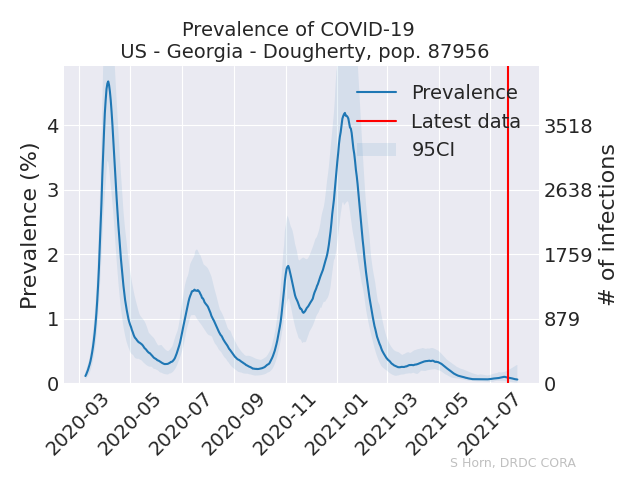 Prevalence of COVID-19
US - Georgia - Dougherty, pop. 87956
Prevalence
Latest data
95CI
Prevalence (%)
4
3
2
1
0
3518
2638
1759
879
0
# of infections
2020-03
2020-05
2020-07
2020-09
2020-11
2021-01
2021-03
2021-05
2021-07
S Horn, DRDC CORA